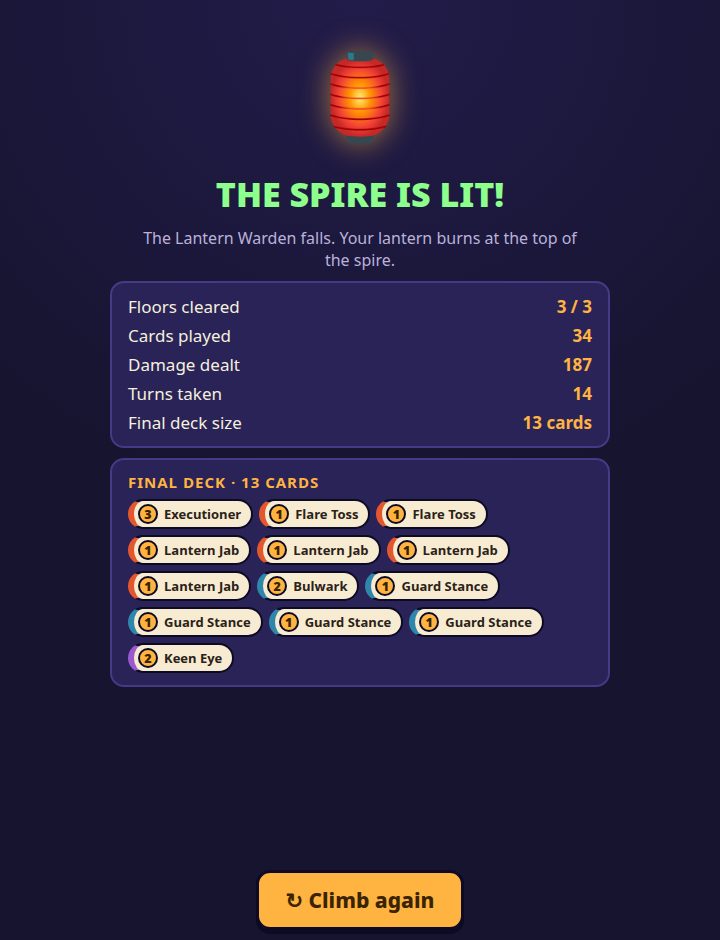 THE SPIRE IS LIT!
The Lantern Warden falls. Your lantern burns at the top of
the spire.
Floors cleared 3 / 3
Cards played 34
Damage dealt 187
Turns taken 14
Final deck size 13 cards
FINAL DECK · 13 CARDS
3 Executioner 1 Flare Toss 1 Flare Toss
1 Lantern Jab 1 Lantern Jab 1 Lantern Jab
1 Lantern Jab 2 Bulwark 1 Guard Stance
1 Guard Stance 1 Guard Stance 1 Guard Stance
2 Keen Eye
↻ Climb again